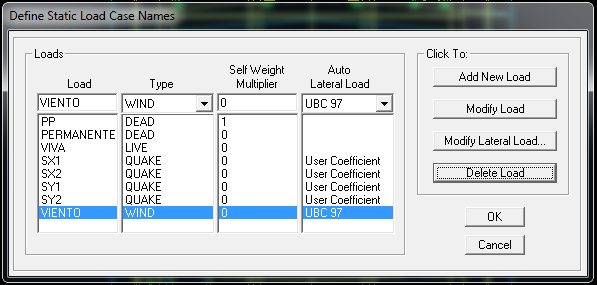 Define Static Load Case Names
Loads
Click To:
Load Type Self Weight Multiplier Auto Lateral Load
VIENTO WIND 0 UBC 97
PP DEAD 1
PERMANENTE DEAD 0
VIVA LIVE 0
SX1 QUAKE 0 User Coefficient
SX2 QUAKE 0 User Coefficient
SY1 QUAKE 0 User Coefficient
SY2 QUAKE 0 User Coefficient
VIENTO WIND 0 UBC 97
Add New Load
Modify Load
Modify Lateral Load...
Delete Load
OK
Cancel